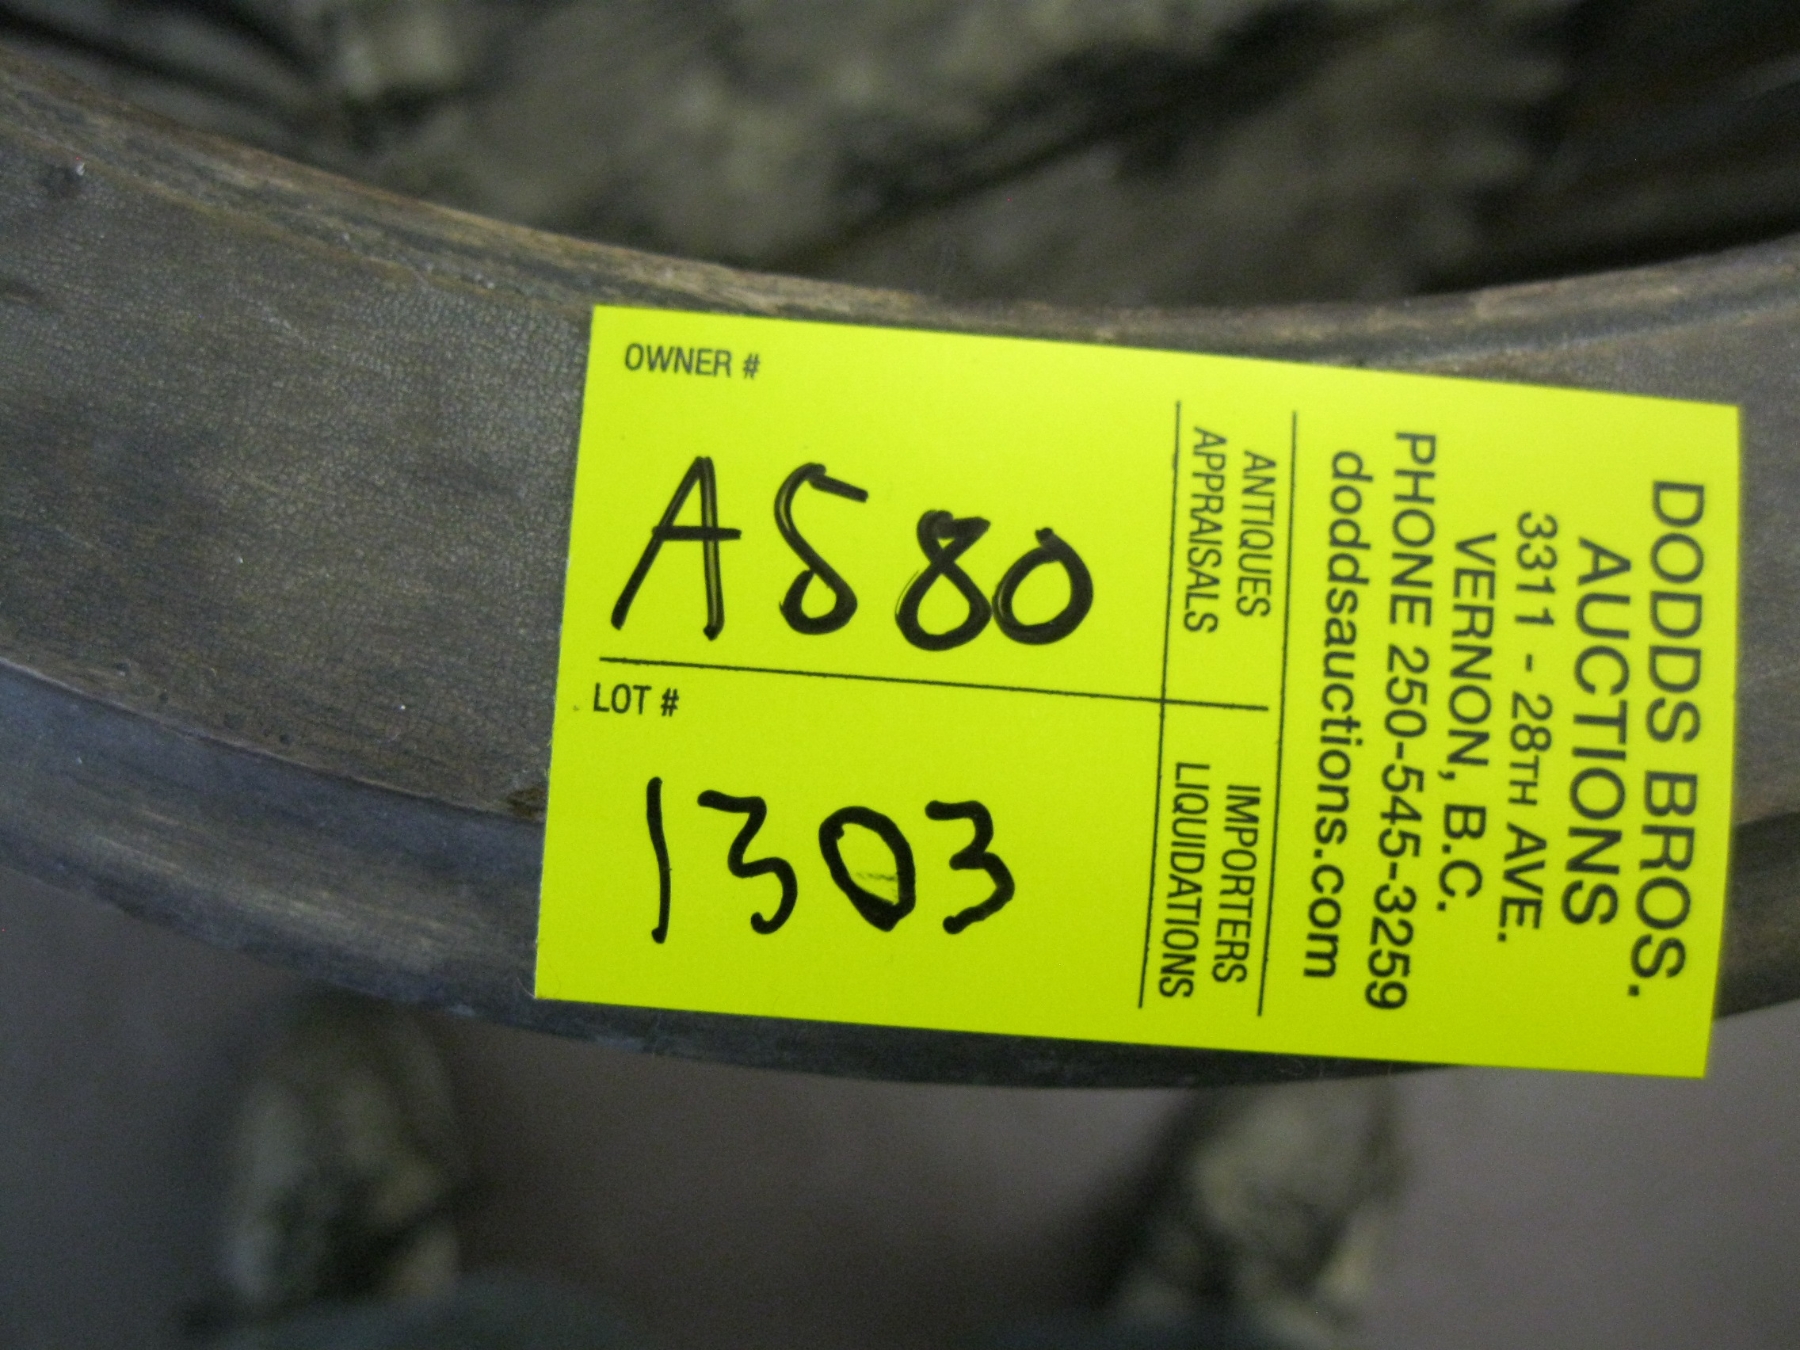 OWNER #
A880
LOT #
1303
ANTIQUES
APPRAISALS
IMPORTERS
LIQUIDATIONS
DODDS BROS.
AUCTIONS
3311 - 28TH AVE.
VERNON, B.C.
PHONE 250-545-3259
doddsauctions.com